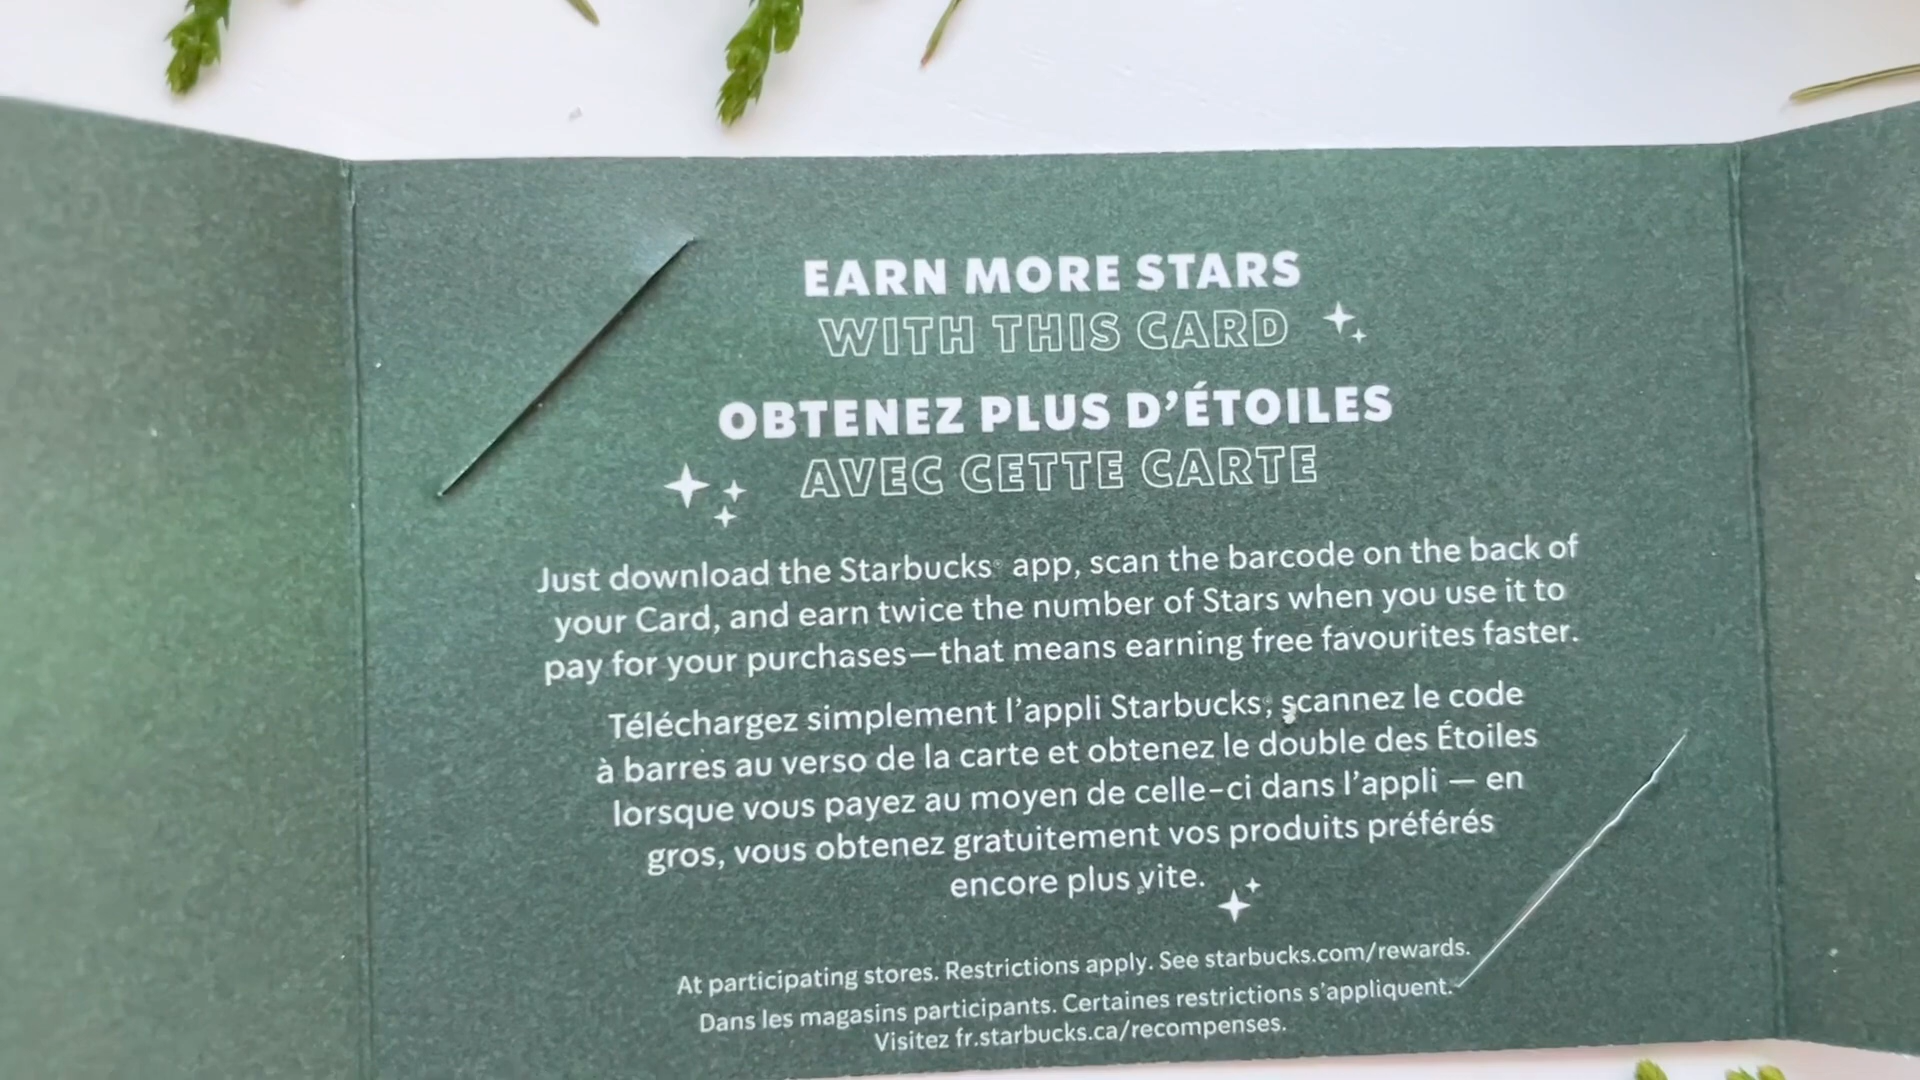 EARN MORE STARS
WITH THIS CARD
OBTENEZ PLUS D'ÉTOILES
AVEC CETTE CARTE
Just download the Starbucks® app, scan the barcode on the back of
your Card, and earn twice the number of Stars when you use it to
pay for your purchases—that means earning free favourites faster.
Téléchargez simplement l'appli Starbucks®, scannez le code
à barres au verso de la carte et obtenez le double des Étoiles
lorsque vous payez au moyen de celle-ci dans l'appli — en
gros, vous obtenez gratuitement vos produits préférés
encore plus vite.
At participating stores. Restrictions apply. See starbucks.com/rewards.
Dans les magasins participants. Certaines restrictions s'appliquent.
Visitez fr.starbucks.ca/recompenses.